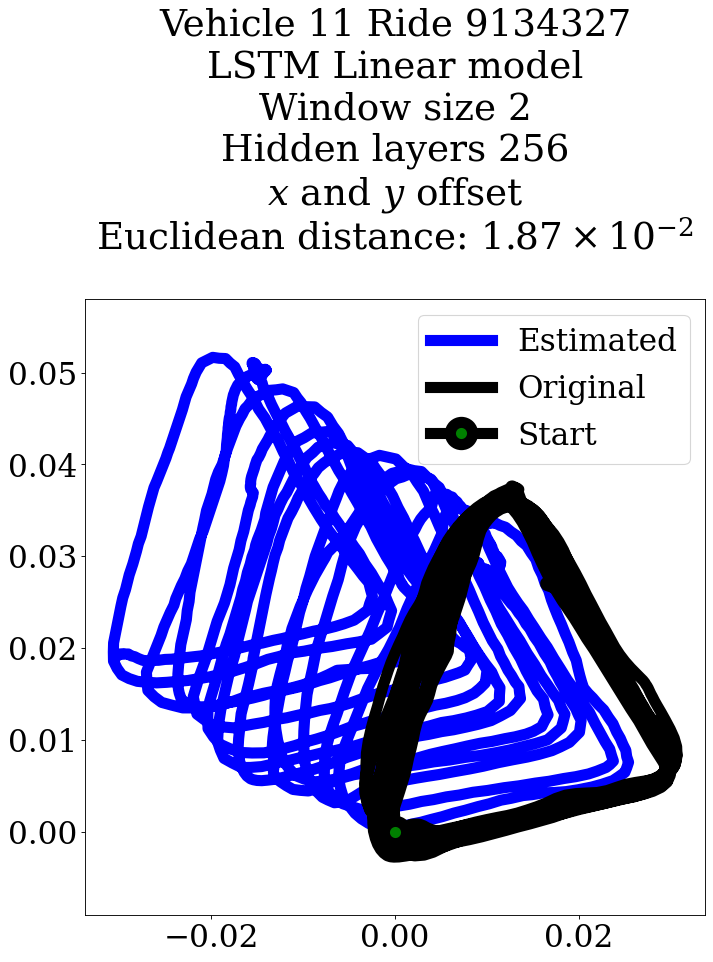 Vehicle 11 Ride 9134327
LSTM Linear model
Window size 2
Hidden layers 256
x and y offset
Euclidean distance: 1.87 × 10⁻²
Estimated
Original
Start
0.05
0.04
0.03
0.02
0.01
0.00
−0.02 0.00 0.02